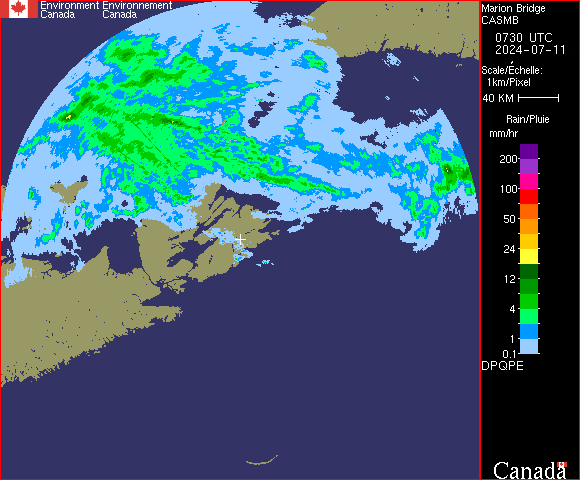 Environment Environnement
Canada Canada
Marion Bridge
CASMB
0730 UTC
2024-07-11
Scale/Échelle:
1km/Pixel
40 KM
Rain/Pluie
mm/hr
200
100
50
24
12
4
1
0.1
DPQPE
Canada